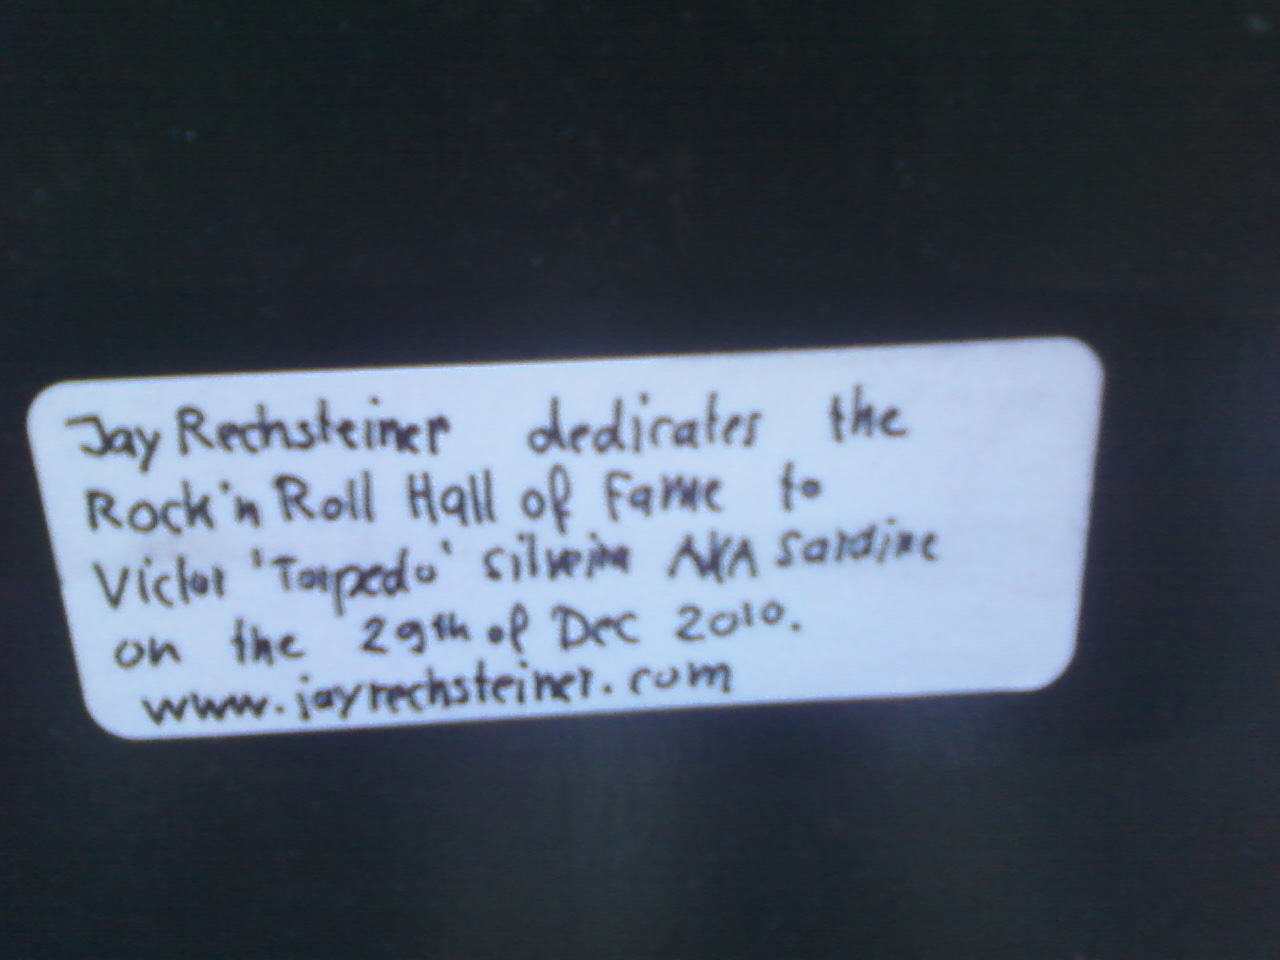 Jay Rechsteiner dedicates the
Rock'n Roll Hall of Fame to
Victor 'Torpedo' Silveira AKA Sardine
on the 29th of Dec 2010.
www.jayrechsteiner.com